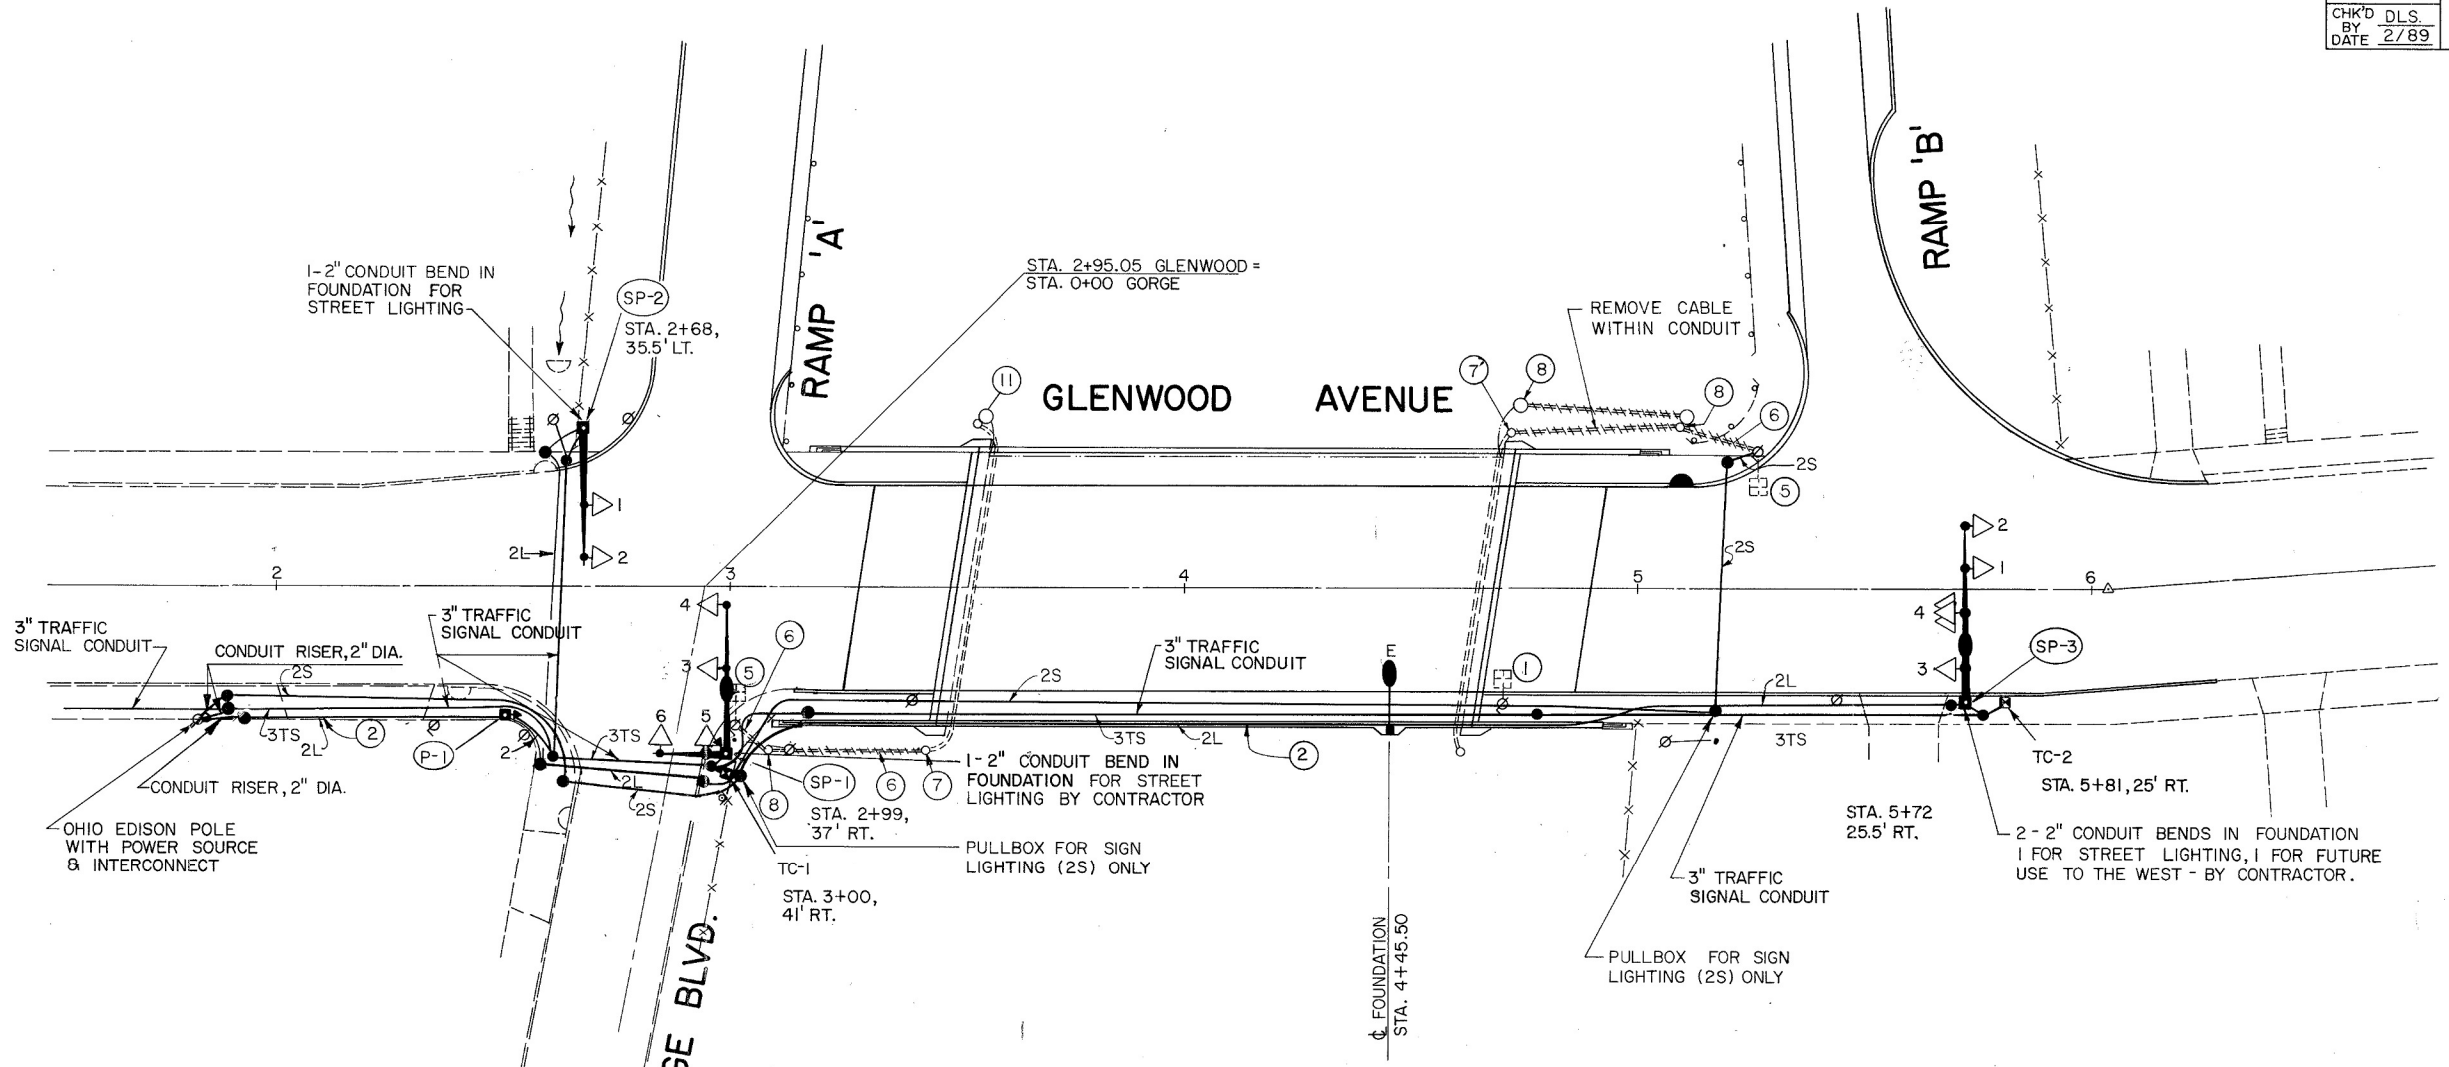 CHK'D DLS.
BY
DATE 2/89
RAMP 'B'
RAMP 'A'
1-2" CONDUIT BEND IN
FOUNDATION FOR
STREET LIGHTING
SP-2
STA. 2+68,
35.5' LT.
STA. 2+95.05 GLENWOOD =
STA. 0+00 GORGE
REMOVE CABLE
WITHIN CONDUIT
11
GLENWOOD AVENUE
7
8
8
6
2S
5
1
2
2L
2S
2
3
4
5
6
2
1
4
3
SP-3
3" TRAFFIC
SIGNAL CONDUIT
CONDUIT RISER, 2" DIA.
2S
3" TRAFFIC
SIGNAL CONDUIT
4
3
6
5
6
5
3" TRAFFIC
SIGNAL CONDUIT
2S
E
1
2L
3TS
2L
2
P-1
2
3TS
2L
2S
3TS
2L
2
3TS
TC-2
STA. 5+81, 25' RT.
CONDUIT RISER, 2" DIA.
OHIO EDISON POLE
WITH POWER SOURCE
& INTERCONNECT
8
SP-1
6
7
STA. 2+99,
37' RT.
1-2" CONDUIT BEND IN
FOUNDATION FOR STREET
LIGHTING BY CONTRACTOR
PULLBOX FOR SIGN
LIGHTING (2S) ONLY
TC-1
STA. 3+00,
41' RT.
STA. 5+72
25.5' RT.
2-2" CONDUIT BENDS IN FOUNDATION
1 FOR STREET LIGHTING, 1 FOR FUTURE
USE TO THE WEST - BY CONTRACTOR.
3" TRAFFIC
SIGNAL CONDUIT
PULLBOX FOR SIGN
LIGHTING (2S) ONLY
℄ FOUNDATION
STA. 4+45.50
GE BLVD.